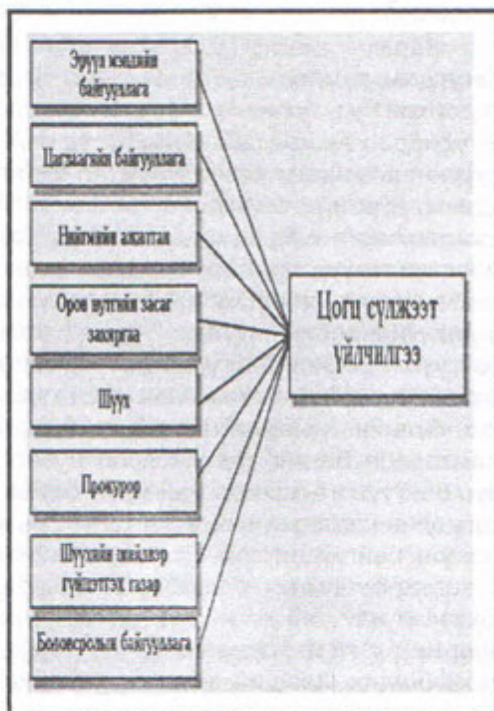 Эрүүл мэндийн
байгууллага
Цагдаагийн байгууллага
Нийгмийн ажилтан
Орон нутгийн засаг
захиргаа
Шүүх
Прокурор
Шүүхийн шийдвэр
гүйцэтгэх газар
Боловсролын байгууллага
Цогц сүлжээт
үйлчилгээ